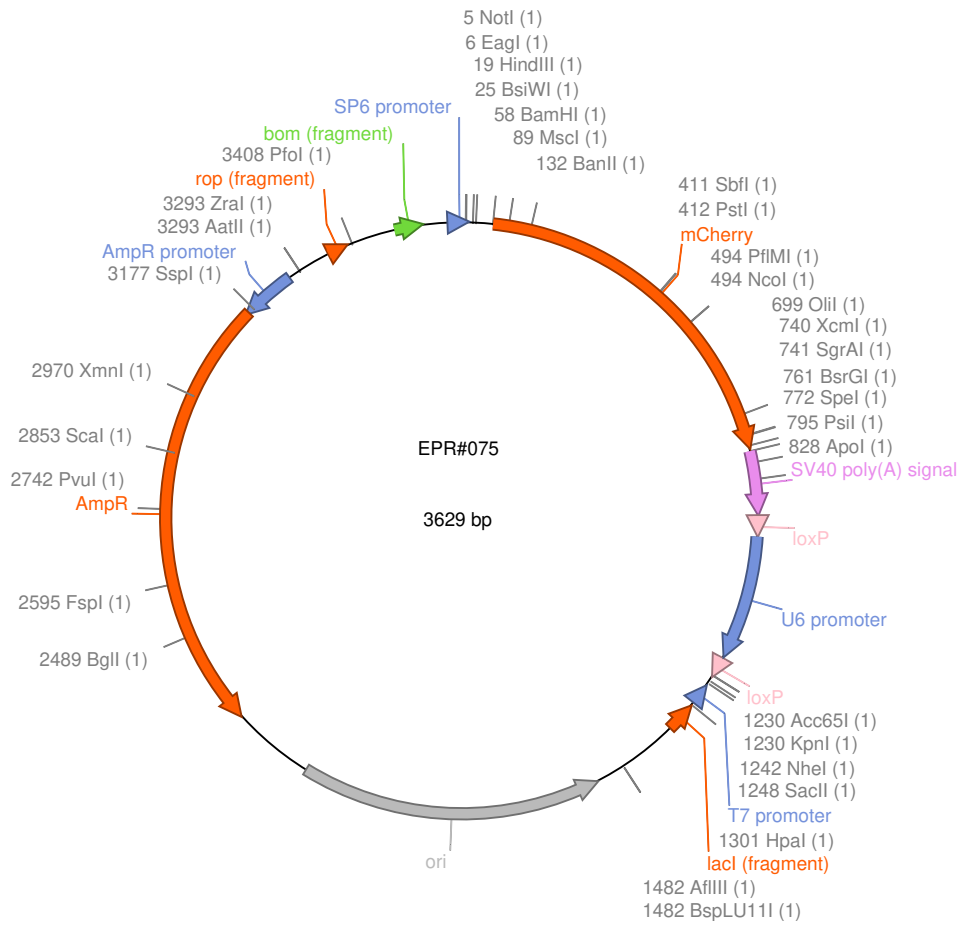 5 NotI (1)
6 EagI (1)
19 HindIII (1)
25 BsiWI (1)
58 BamHI (1)
89 MscI (1)
132 BanII (1)
SP6 promoter
bom (fragment)
3408 PfoI (1)
rop (fragment)
3293 ZraI (1)
3293 AatII (1)
AmpR promoter
3177 SspI (1)
2970 XmnI (1)
2853 ScaI (1)
2742 PvuI (1)
AmpR
2595 FspI (1)
2489 BglI (1)
411 SbfI (1)
412 PstI (1)
mCherry
494 PflMI (1)
494 NcoI (1)
699 OliI (1)
740 XcmI (1)
741 SgrAI (1)
761 BsrGI (1)
772 SpeI (1)
795 PsiI (1)
828 ApoI (1)
SV40 poly(A) signal
loxP
U6 promoter
loxP
1230 Acc65I (1)
1230 KpnI (1)
1242 NheI (1)
1248 SacII (1)
T7 promoter
1301 HpaI (1)
lacI (fragment)
1482 AflIII (1)
1482 BspLU11I (1)
ori
EPR#075
3629 bp